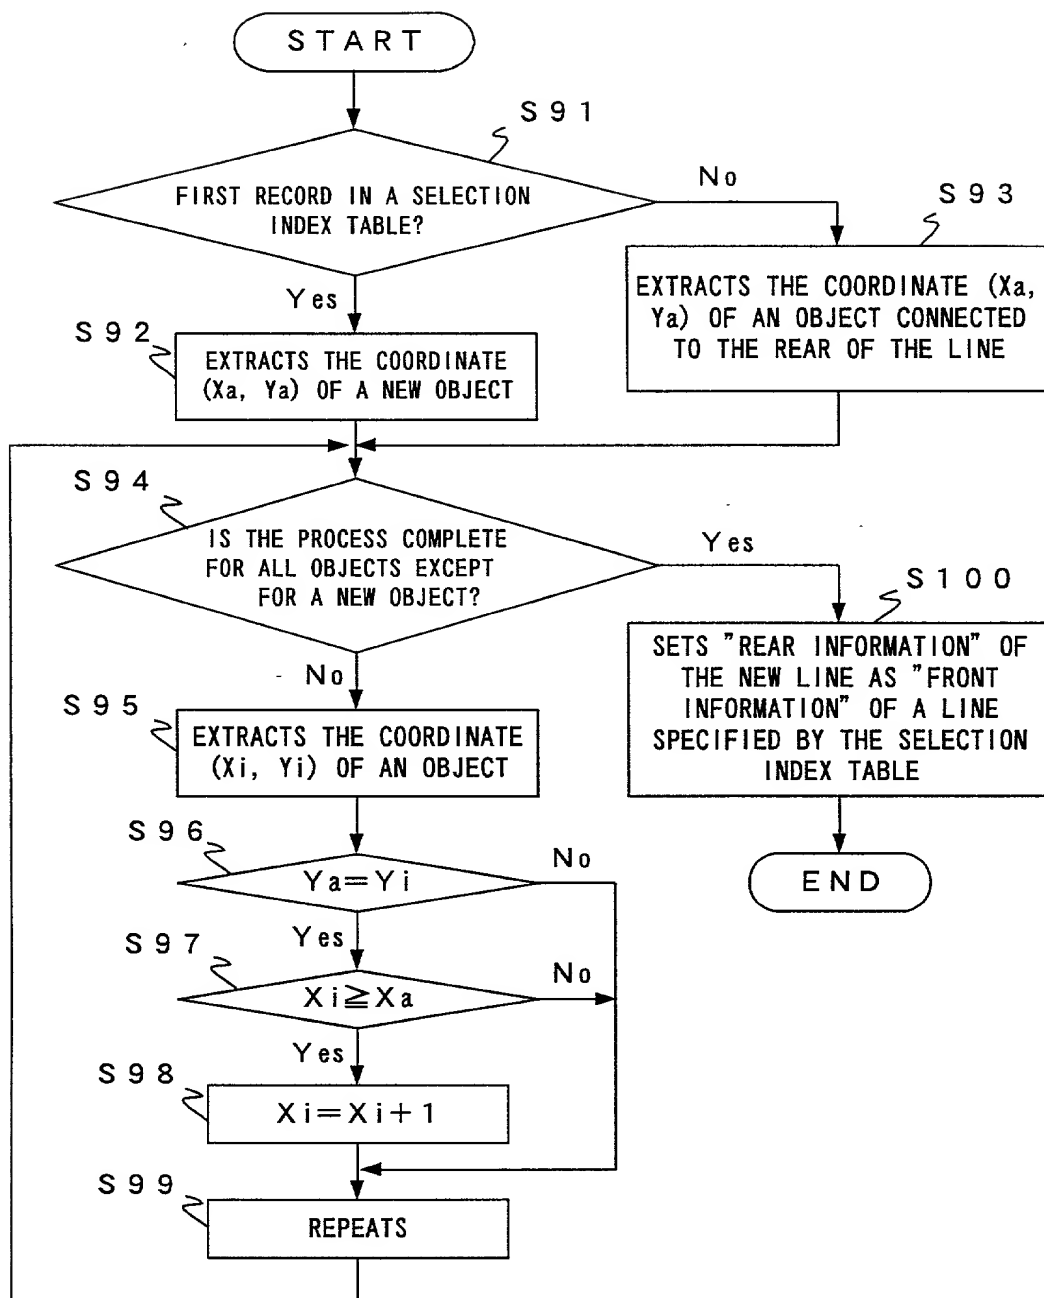 START
S91
FIRST RECORD IN A SELECTION
INDEX TABLE?
No
Yes
S93
EXTRACTS THE COORDINATE (Xa,
Ya) OF AN OBJECT CONNECTED
TO THE REAR OF THE LINE
S92
EXTRACTS THE COORDINATE
(Xa, Ya) OF A NEW OBJECT
S94
IS THE PROCESS COMPLETE
FOR ALL OBJECTS EXCEPT
FOR A NEW OBJECT?
Yes
No
S100
SETS "REAR INFORMATION" OF
THE NEW LINE AS "FRONT
INFORMATION" OF A LINE
SPECIFIED BY THE SELECTION
INDEX TABLE
END
S95
EXTRACTS THE COORDINATE
(Xi, Yi) OF AN OBJECT
S96
Ya=Yi
No
Yes
S97
Xi≧Xa
No
Yes
S98
Xi=Xi+1
S99
REPEATS